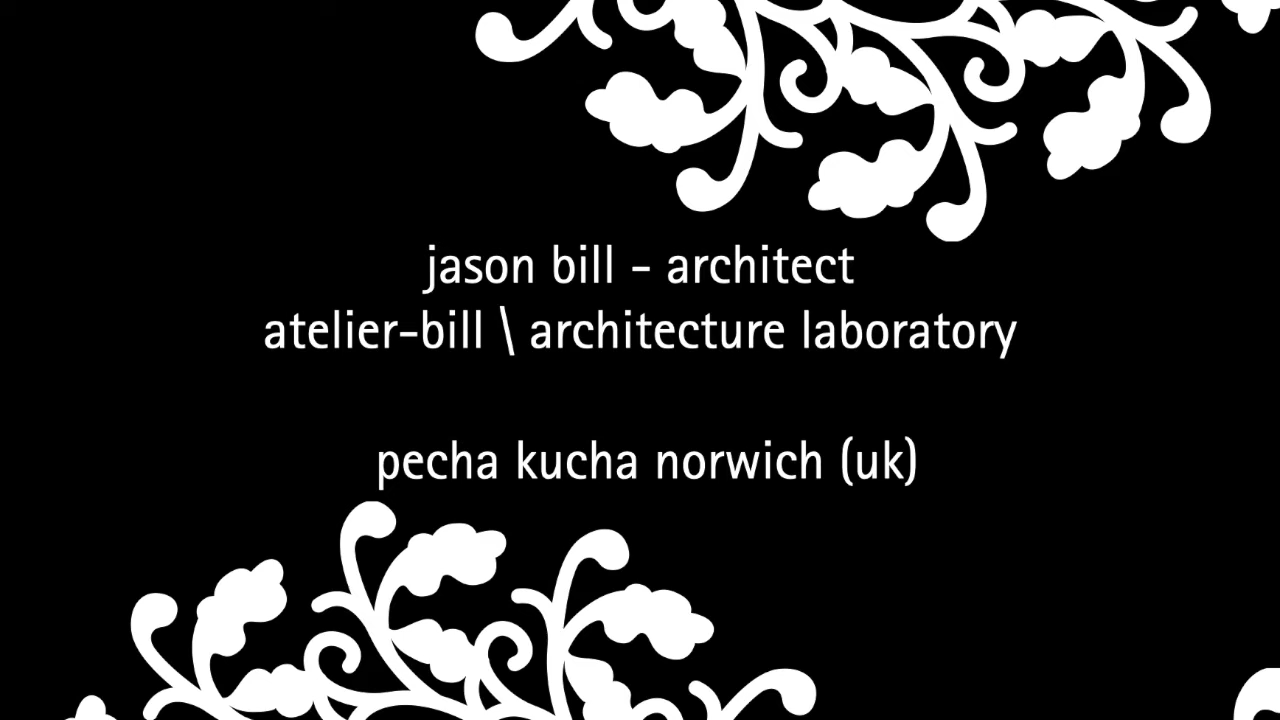 jason bill - architect
atelier-bill \ architecture laboratory
pecha kucha norwich (uk)